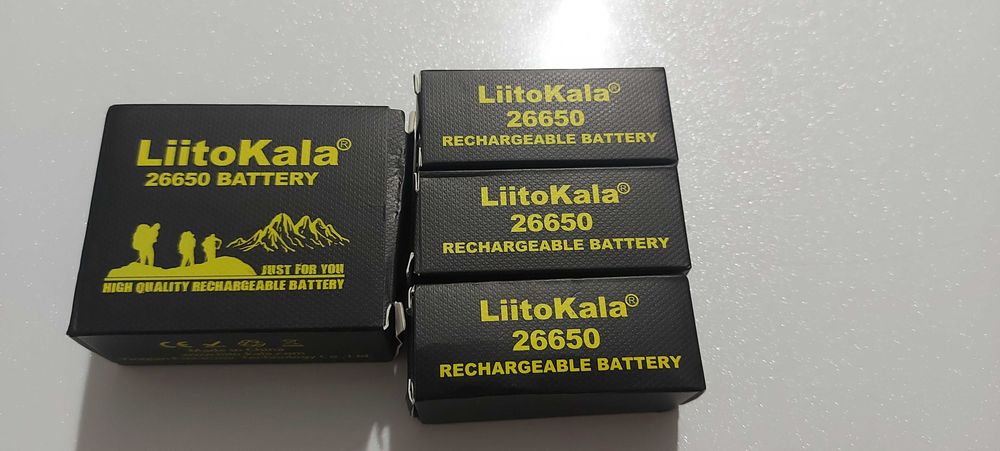 LiitoKala®
26650 BATTERY
JUST FOR YOU
HIGH QUALITY RECHARGEABLE BATTERY
CE
LiitoKala®
26650
RECHARGEABLE BATTERY
LiitoKala®
26650
RECHARGEABLE BATTERY
LiitoKala®
26650
RECHARGEABLE BATTERY